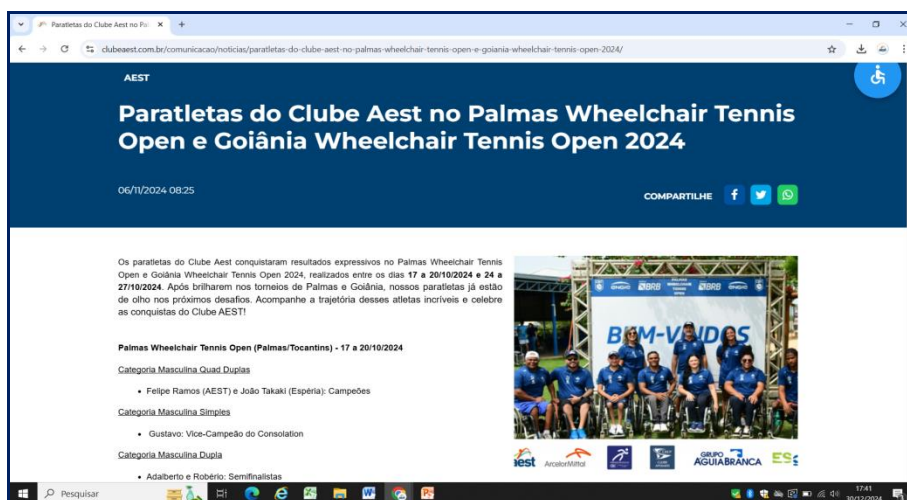 Paratletas do Clube Aest no Pal
clubeaest.com.br/comunicacao/noticias/paratletas-do-clube-aest-no-palmas-wheelchair-tennis-open-e-goiania-wheelchair-tennis-open-2024/
AEST
Paratletas do Clube Aest no Palmas Wheelchair Tennis
Open e Goiânia Wheelchair Tennis Open 2024
06/11/2024 08:25
COMPARTILHE
Os paratletas do Clube Aest conquistaram resultados expressivos no Palmas Wheelchair Tennis
Open e Goiânia Wheelchair Tennis Open 2024, realizados entre os dias 17 a 20/10/2024 e 24 a
27/10/2024. Após brilharem nos torneios de Palmas e Goiânia, nossos paratletas já estão
de olho nos próximos desafios. Acompanhe a trajetória desses atletas incríveis e celebre
as conquistas do Clube AEST!
Palmas Wheelchair Tennis Open (Palmas/Tocantins) - 17 a 20/10/2024
Categoria Masculina Quad Duplas
• Felipe Ramos (AEST) e João Takaki (Espéria): Campeões
Categoria Masculina Simples
• Gustavo: Vice-Campeão do Consolation
Categoria Masculina Dupla
• Adalberto e Robério: Semifinalistas
BRB
BRB
BEM-VINDOS
aest
ArcelorMittal
GRUPO
AGUIABRANCA
ES
Pesquisar
17:41
30/12/2024